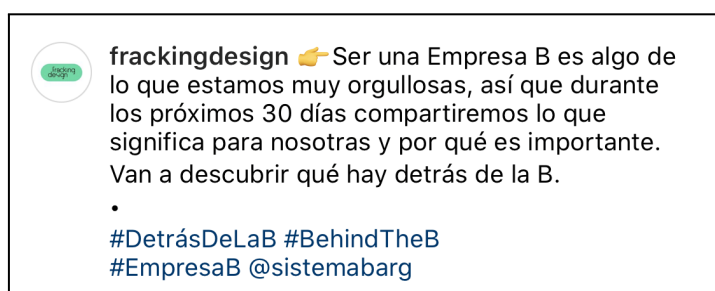 fracking
design
frackingdesign 👉Ser una Empresa B es algo de
lo que estamos muy orgullosas, así que durante
los próximos 30 días compartiremos lo que
significa para nosotras y por qué es importante.
Van a descubrir qué hay detrás de la B.
•
#DetrásDeLaB #BehindTheB
#EmpresaB @sistemabarg